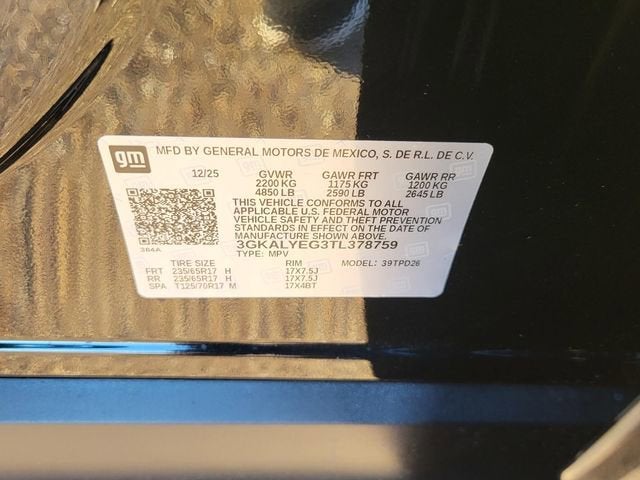 gm MFD BY GENERAL MOTORS DE MEXICO, S. DE R.L. DE C.V.
12/25 GVWR GAWR FRT GAWR RR
2200 KG 1175 KG 1200 KG
4850 LB 2590 LB 2645 LB
THIS VEHICLE CONFORMS TO ALL
APPLICABLE U.S. FEDERAL MOTOR
VEHICLE SAFETY AND THEFT PREVENTION
STANDARDS IN EFFECT ON THE DATE OF
MANUFACTURE SHOWN ABOVE.
384A 3GKALYEG3TL378759
TYPE: MPV MODEL: 39TPD26
TIRE SIZE RIM
FRT 235/65R17 H 17X7.5J
RR 235/65R17 H 17X7.5J
SPA T125/70R17 M 17X4BT